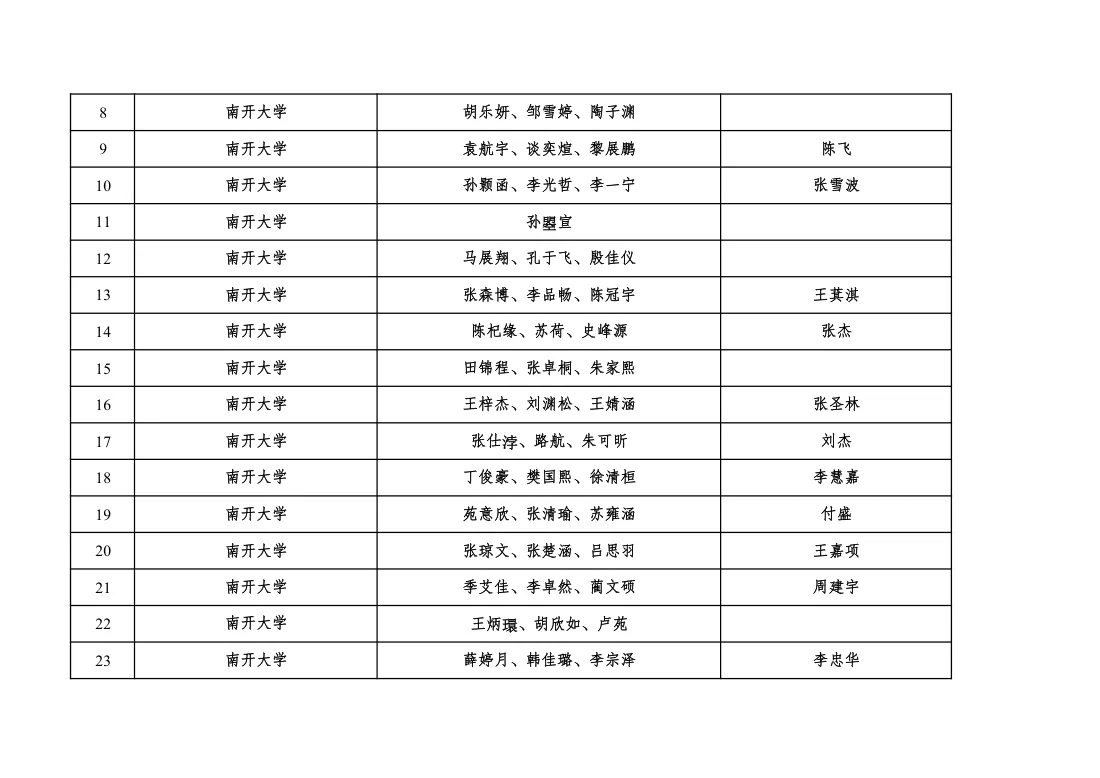 8 南开大学 胡乐妍、邹雪婷、陶子渊
9 南开大学 袁航宇、谈奕煊、黎展鹏 陈飞
10 南开大学 孙颢函、李光哲、李一宁 张雪波
11 南开大学 孙曌宣
12 南开大学 马展翔、孔于飞、殷佳仪
13 南开大学 张森博、李品畅、陈冠宇 王萁淇
14 南开大学 陈杞缘、苏荷、史峰源 张杰
15 南开大学 田锦程、张卓桐、朱家熙
16 南开大学 王梓杰、刘渊松、王婧涵 张圣林
17 南开大学 张仕浡、路航、朱可昕 刘杰
18 南开大学 丁俊豪、樊国熙、徐清桓 李慧嘉
19 南开大学 苑意欣、张清瑜、苏雍涵 付盛
20 南开大学 张琼文、张楚涵、吕思羽 王嘉项
21 南开大学 季艾佳、李卓然、蔺文硕 周建宇
22 南开大学 王炳環、胡欣如、卢苑
23 南开大学 薛婷月、韩佳璐、李宗泽 李忠华